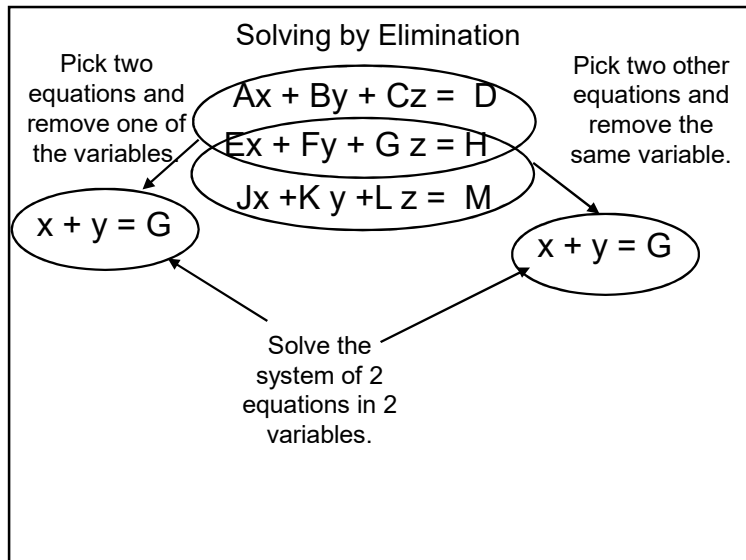 Solving by Elimination
Pick two
equations and
remove one of
the variables.
Ax + By + Cz =  D
Ex + Fy + G z = H
Jx +K y +L z =  M
Pick two other
equations and
remove the
same variable.
x + y = G
x + y = G
Solve the
system of 2
equations in 2
variables.